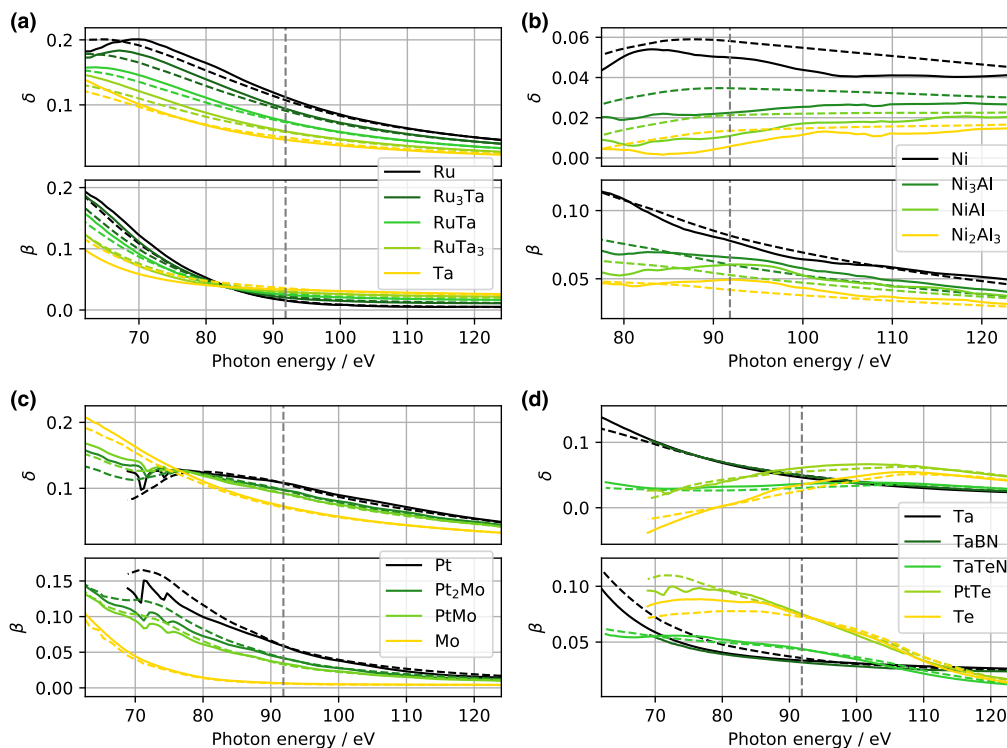 (a)
0.2
0.1
δ
0.2
0.1
0.0
β
70 80 90 100 110 120
Photon energy / eV
Ru
Ru₃Ta
RuTa
RuTa₃
Ta
(b)
0.06
0.04
0.02
0.00
δ
0.10
0.05
β
80 90 100 110 120
Photon energy / eV
Ni
Ni₃Al
NiAl
Ni₂Al₃
(c)
0.2
0.1
δ
0.15
0.10
0.05
0.00
β
70 80 90 100 110 120
Photon energy / eV
Pt
Pt₂Mo
PtMo
Mo
(d)
0.1
0.0
δ
0.10
0.05
β
70 80 90 100 110 120
Photon energy / eV
Ta
TaBN
TaTeN
PtTe
Te